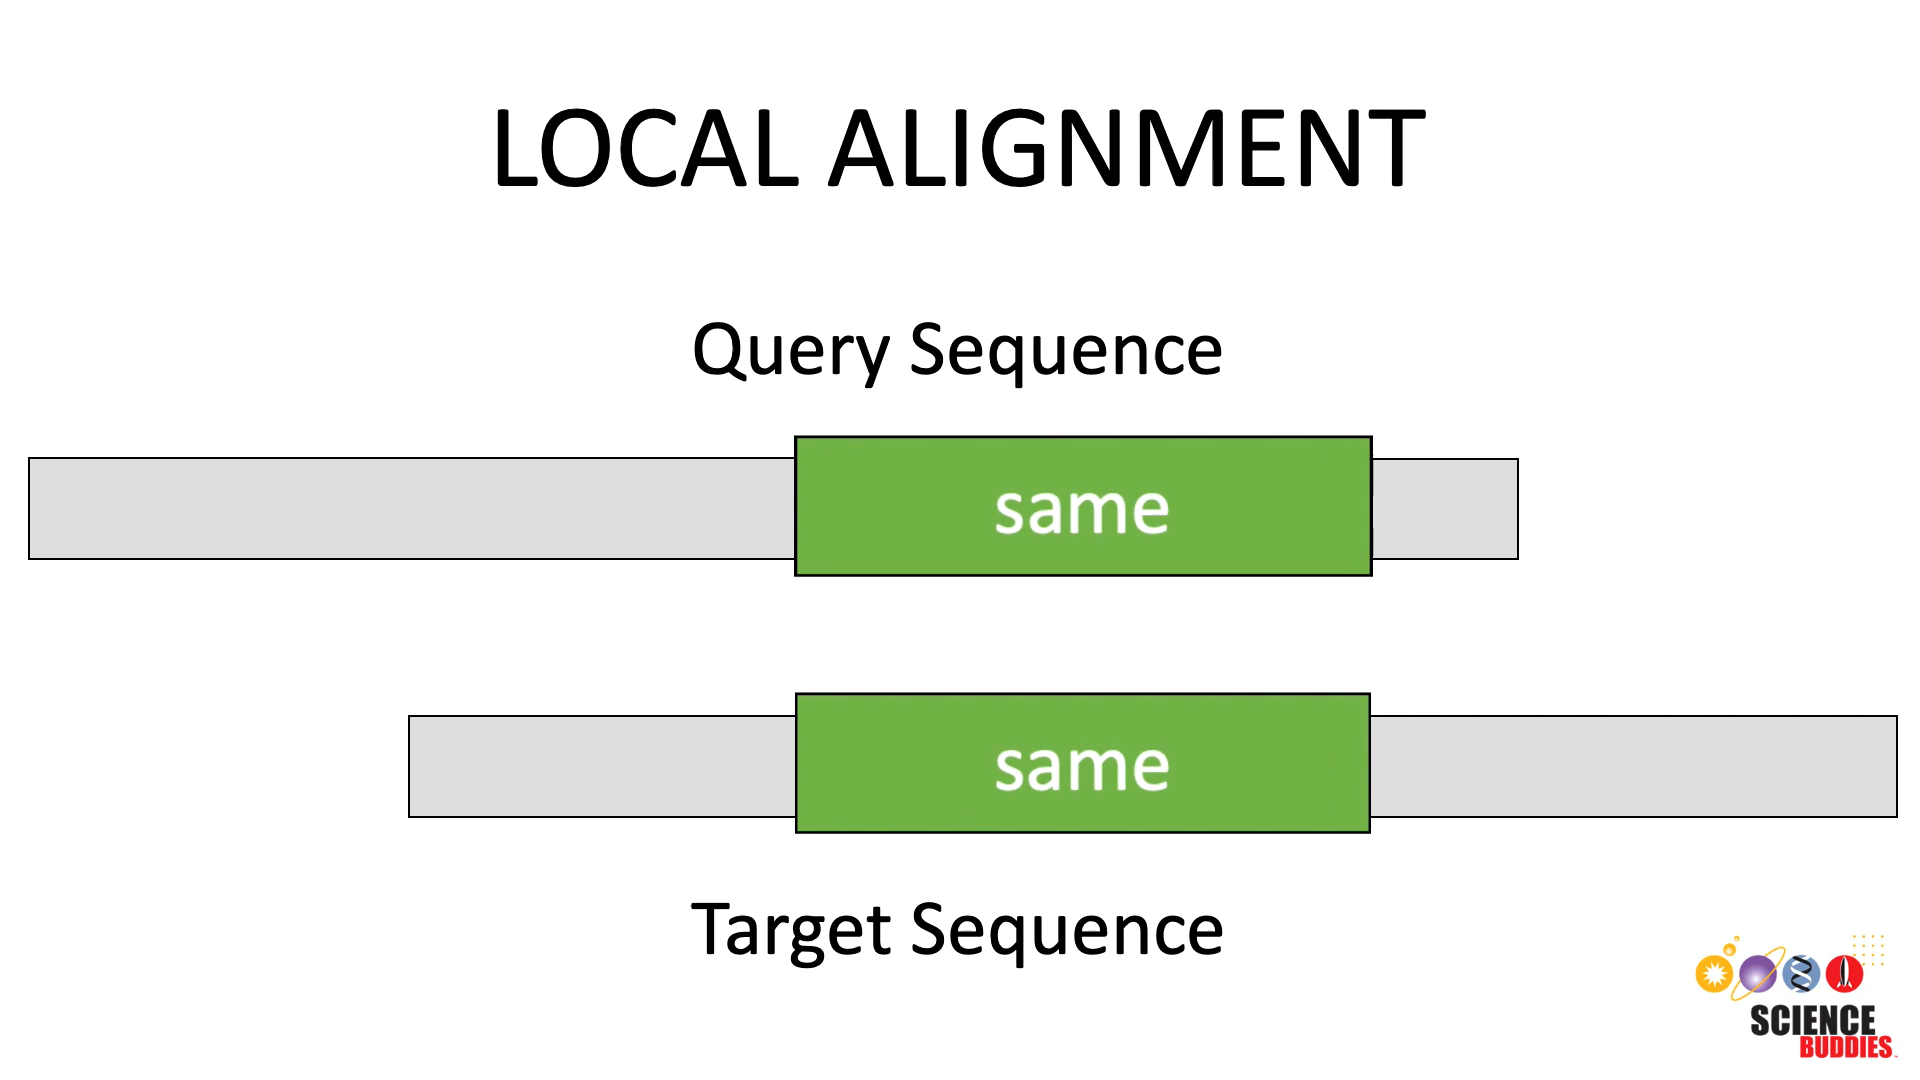 LOCAL ALIGNMENT
Query Sequence
same
same
Target Sequence
SCIENCE
BUDDIES